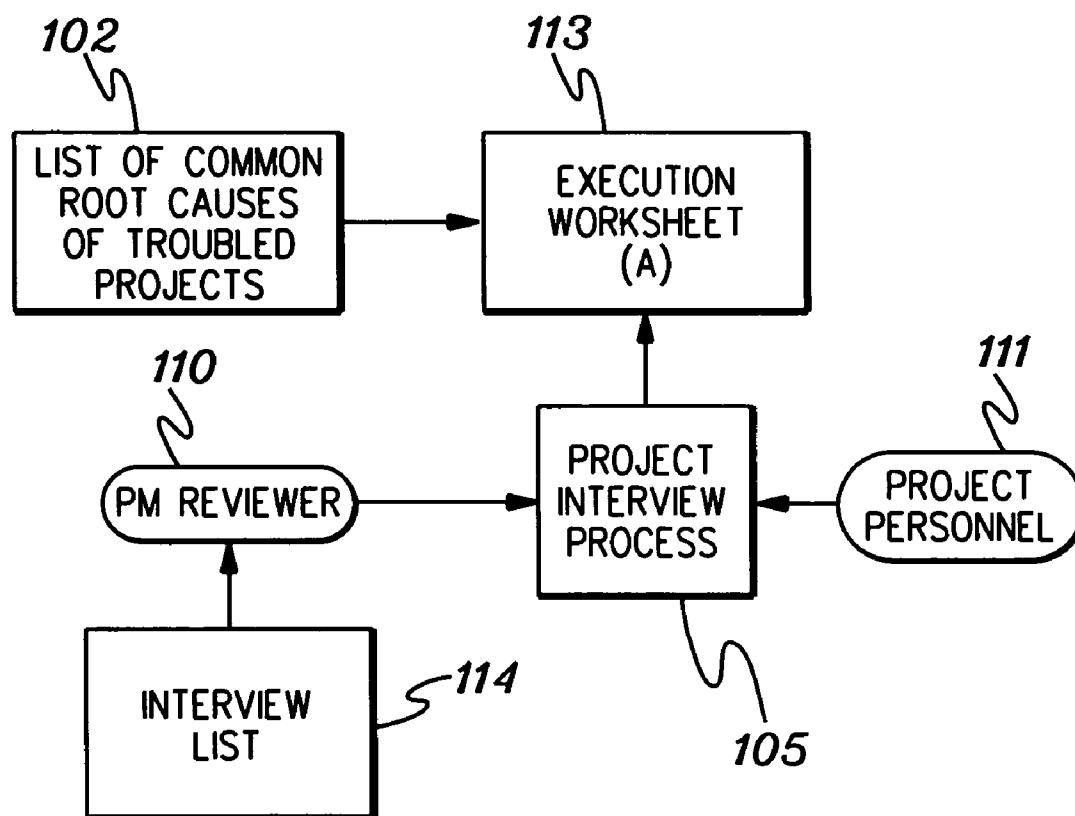 102
113
LIST OF COMMON
ROOT CAUSES
OF TROUBLED
PROJECTS
EXECUTION
WORKSHEET
(A)
110
111
PM REVIEWER
PROJECT
INTERVIEW
PROCESS
PROJECT
PERSONNEL
INTERVIEW
LIST
114
105